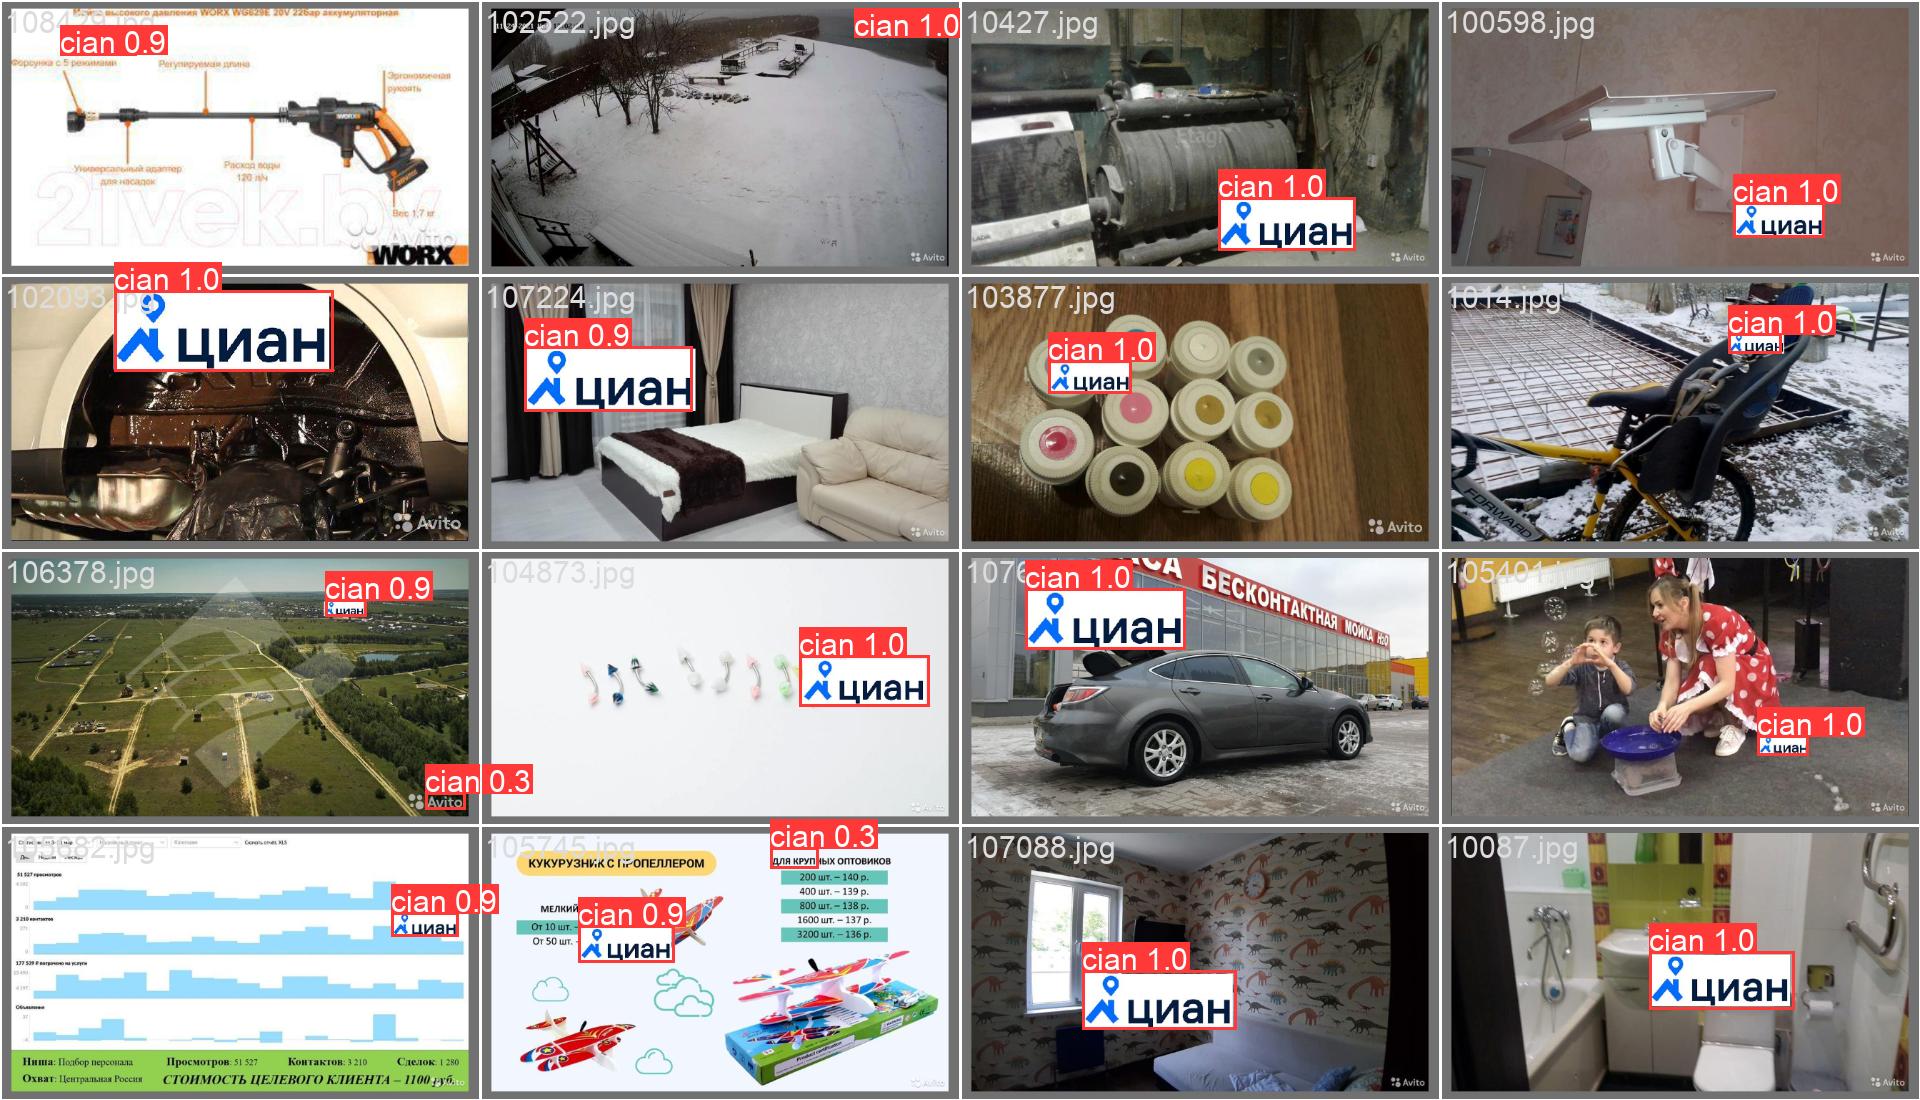 108429.jpg
Мойка высокого давления WORX WG629E 20V 22бар аккумуляторная
cian 0.9
Форсунка с 5 режимами
Регулируемая длина
Эргономичная
рукоять
WORX
Универсальный адаптер
для насадок
Расход воды
120 л/ч
Вес 1,7 кг
21vek.by
Avito
WORX
102522.jpg
cian 1.0
Avito
10427.jpg
Etagi
cian 1.0
циан
Avito
100598.jpg
cian 1.0
циан
Avito
102093.jpg
cian 1.0
циан
Avito
107224.jpg
cian 0.9
циан
Avito
103877.jpg
cian 1.0
циан
Avito
1014.jpg
cian 1.0
циан
FORWARD
Avito
106378.jpg
cian 0.9
циан
cian 0.3
Avito
104873.jpg
cian 1.0
циан
Avito
cian 1.0
БЕСКОНТАКТНАЯ МОЙКА H2O
циан
Avito
105401.jpg
cian 1.0
циан
Avito
105682.jpg
Скачать отчёт XLS
51 527 просмотров
cian 0.9
циан
3 210 контактов
177 539 ₽ потрачено на услуги
Объявления
Ниша: Подбор персонала
Просмотров: 51 527
Контактов: 3 210
Сделок: 1 280
Охват: Центральная Россия
СТОИМОСТЬ ЦЕЛЕВОГО КЛИЕНТА – 1100 руб.
105745.jpg
cian 0.3
КУКУРУЗНИК С ПРОПЕЛЛЕРОМ
ДЛЯ КРУПНЫХ ОПТОВИКОВ
200 шт. – 140 р.
400 шт. – 139 р.
800 шт. – 138 р.
1600 шт. – 137 р.
3200 шт. – 136 р.
МЕЛКИЙ
cian 0.9
От 10 шт. –
От 50 шт. –
циан
Product certification
Avito
107088.jpg
cian 1.0
циан
Avito
10087.jpg
cian 1.0
циан
Avito